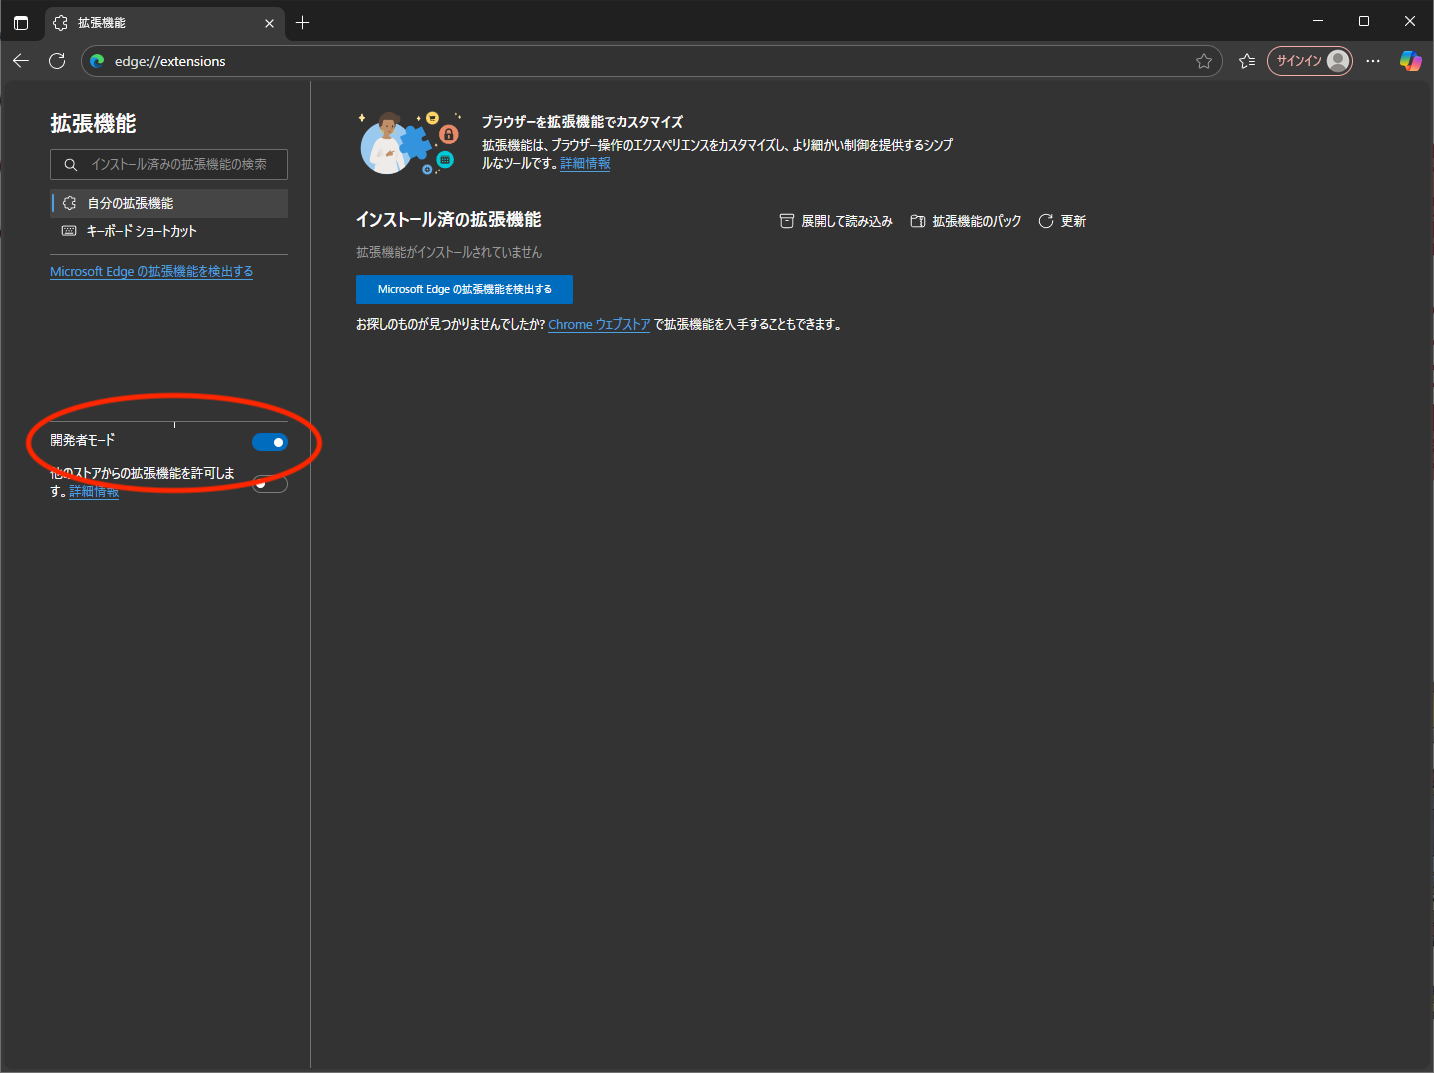 拡張機能
edge://extensions
サインイン
拡張機能
インストール済みの拡張機能の検索
自分の拡張機能
キーボード ショートカット
Microsoft Edge の拡張機能を検出する
開発者モード
他のストアからの拡張機能を許可しま
す。詳細情報
ブラウザーを拡張機能でカスタマイズ
拡張機能は、ブラウザー操作のエクスペリエンスをカスタマイズし、より細かい制御を提供するシンプ
ルなツールです。詳細情報
インストール済の拡張機能
展開して読み込み
拡張機能のパック
更新
拡張機能がインストールされていません
Microsoft Edge の拡張機能を検出する
お探しのものが見つかりませんでしたか? Chrome ウェブストア で拡張機能を入手することもできます。